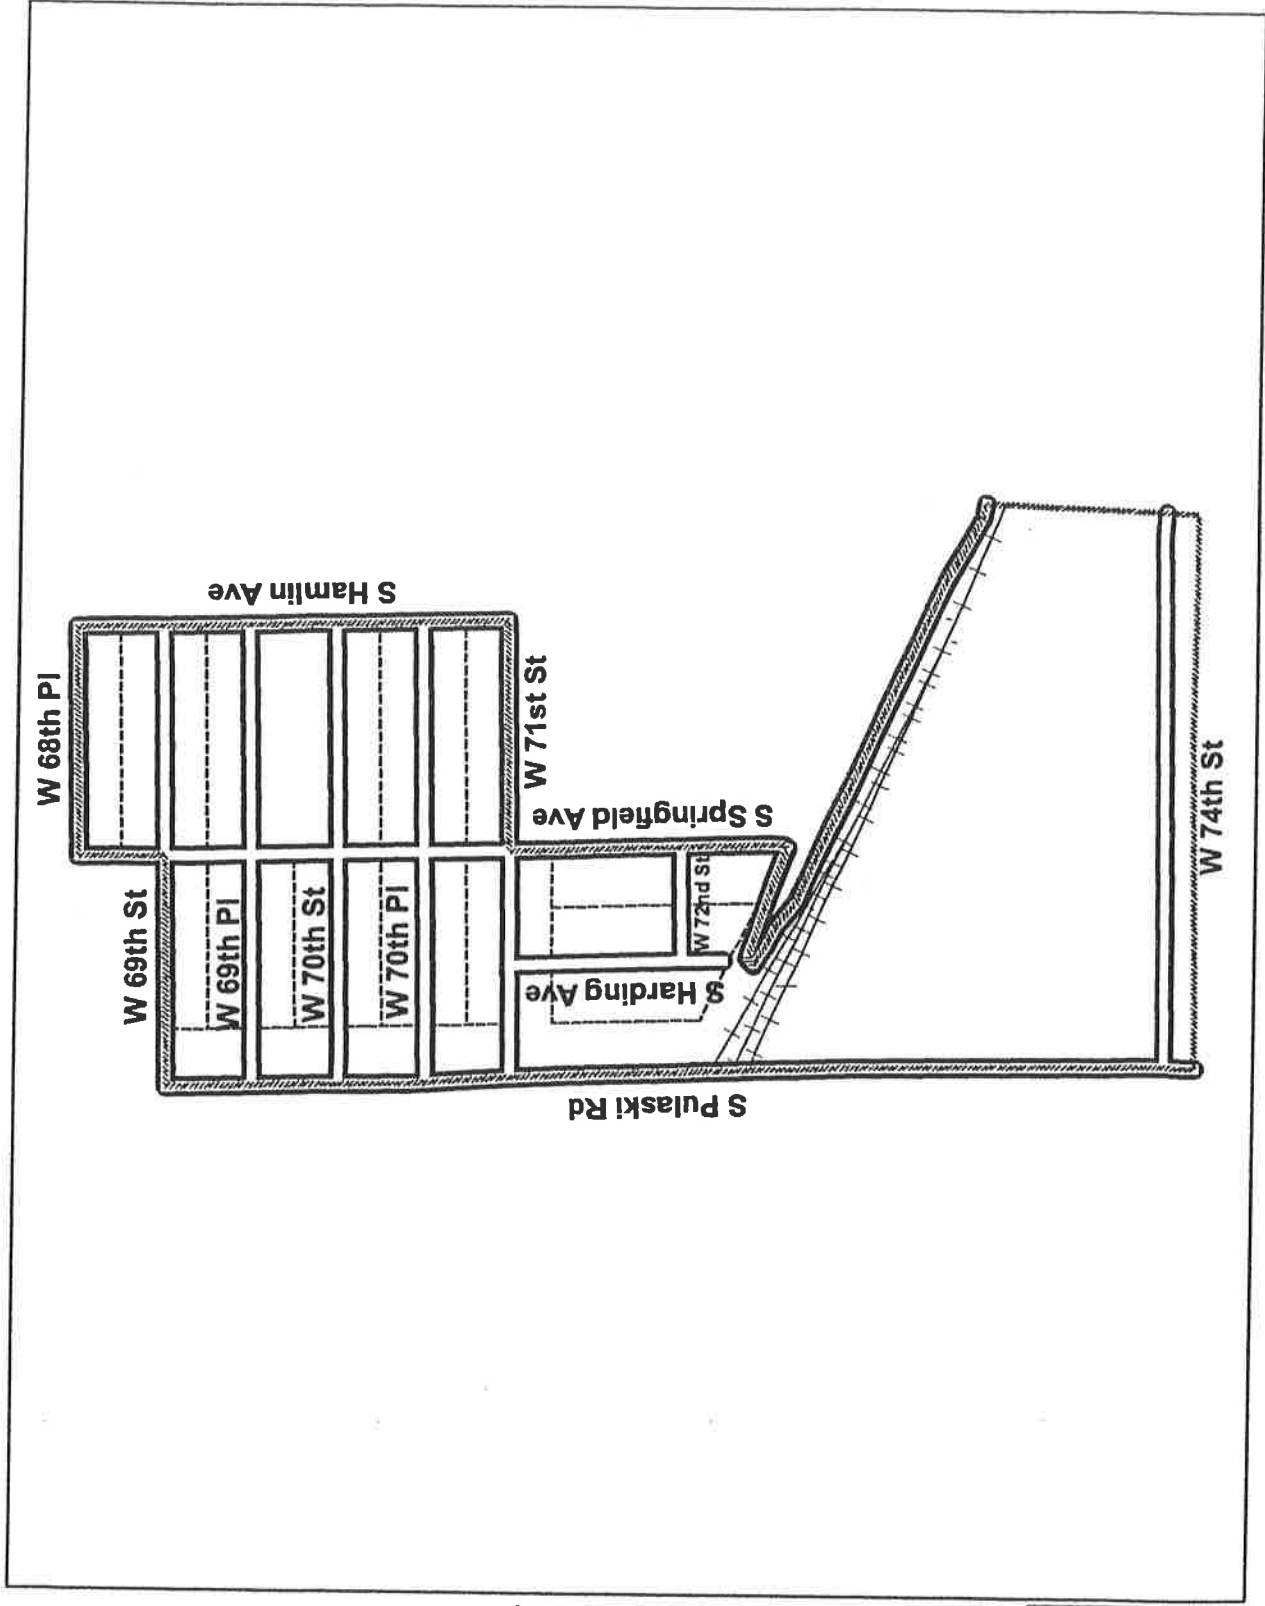 W 68th Pl
S Hamlin Ave
W 69th St
W 69th Pl
W 70th St
W 70th Pl
W 71st St
S Springfield Ave
W 72nd St
S Harding Ave
S Pulaski Rd
W 74th St